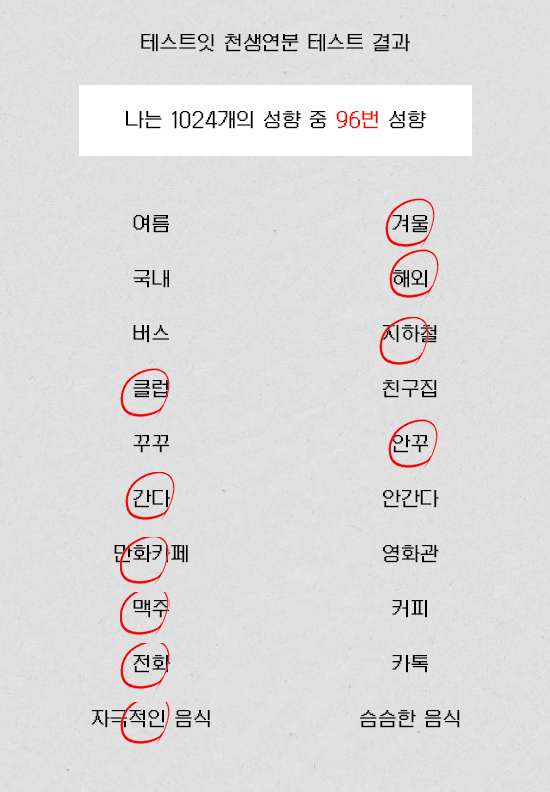 테스트잇 천생연분 테스트 결과
나는 1024개의 성향 중 96번 성향
여름 겨울
국내 해외
버스 지하철
클럽 친구집
꾸꾸 안꾸
간다 안간다
만화카페 영화관
맥주 커피
전화 카톡
자극적인 음식 슴슴한 음식